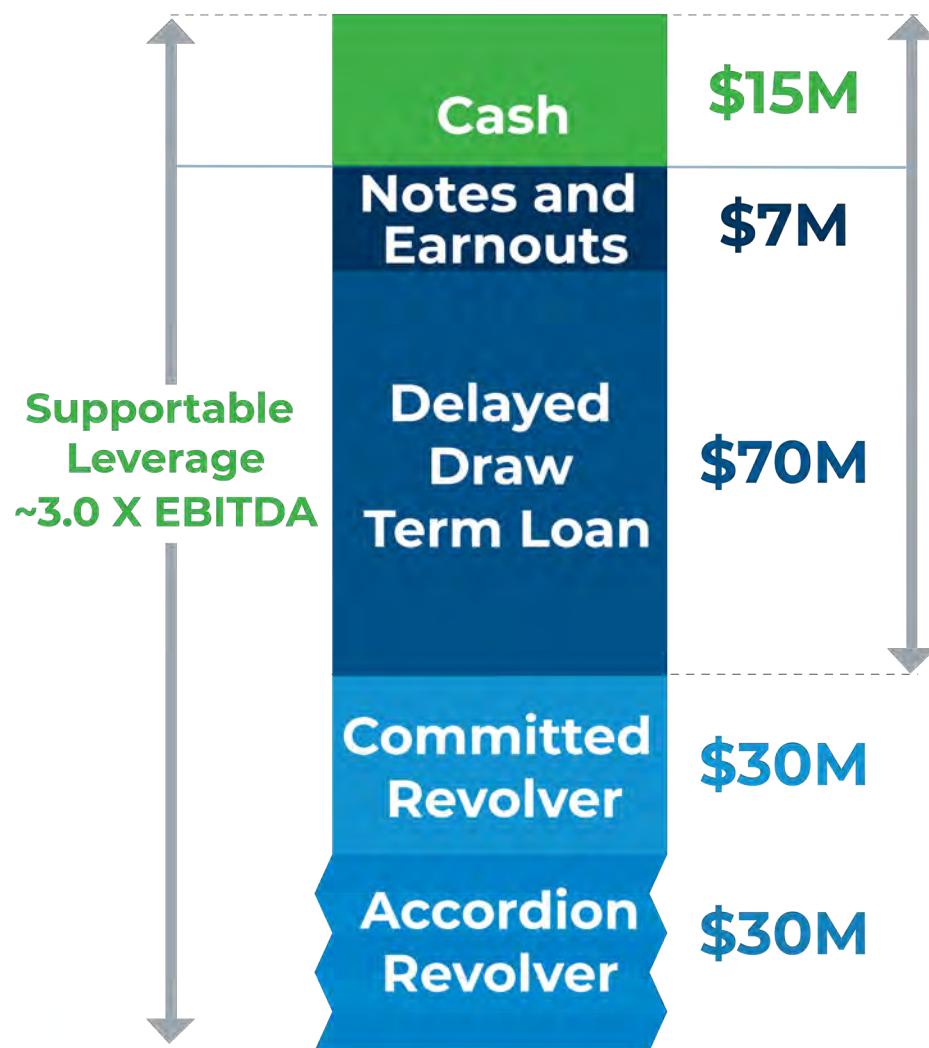 Cash
$15M
Notes and
Earnouts
$7M
Supportable
Leverage
~3.0 X EBITDA
Delayed
Draw
Term Loan
$70M
Committed
Revolver
$30M
Accordion
Revolver
$30M